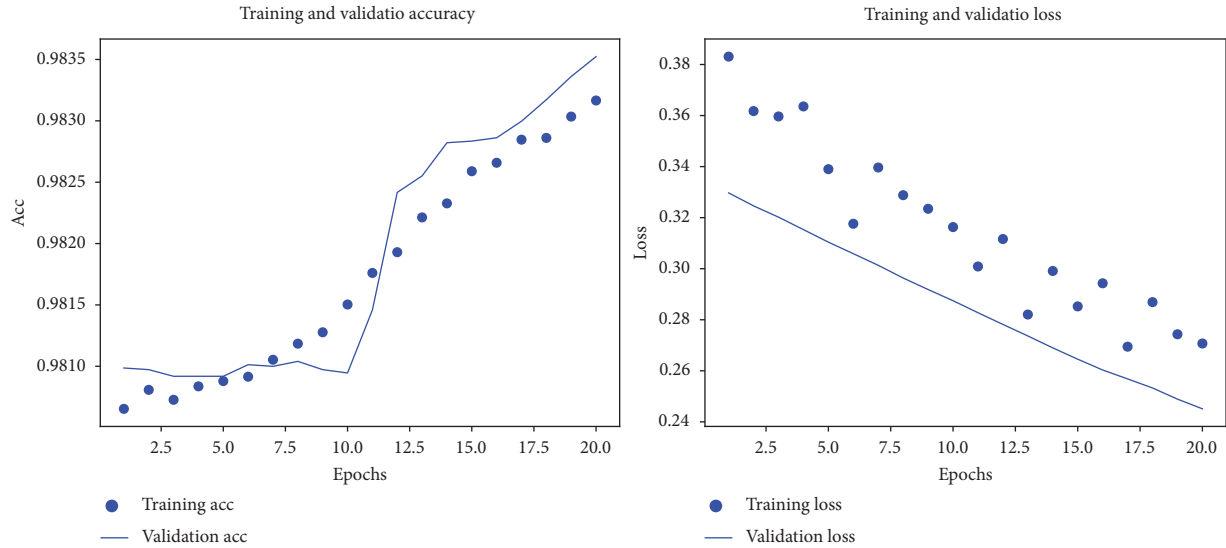 Training and validatio accuracy
0.9835
0.9830
0.9825
0.9820
0.9815
0.9810
Acc
2.5 5.0 7.5 10.0 12.5 15.0 17.5 20.0
Epochs
Training acc
Validation acc
Training and validatio loss
0.38
0.36
0.34
0.32
0.30
0.28
0.26
0.24
Loss
2.5 5.0 7.5 10.0 12.5 15.0 17.5 20.0
Epochs
Training loss
Validation loss